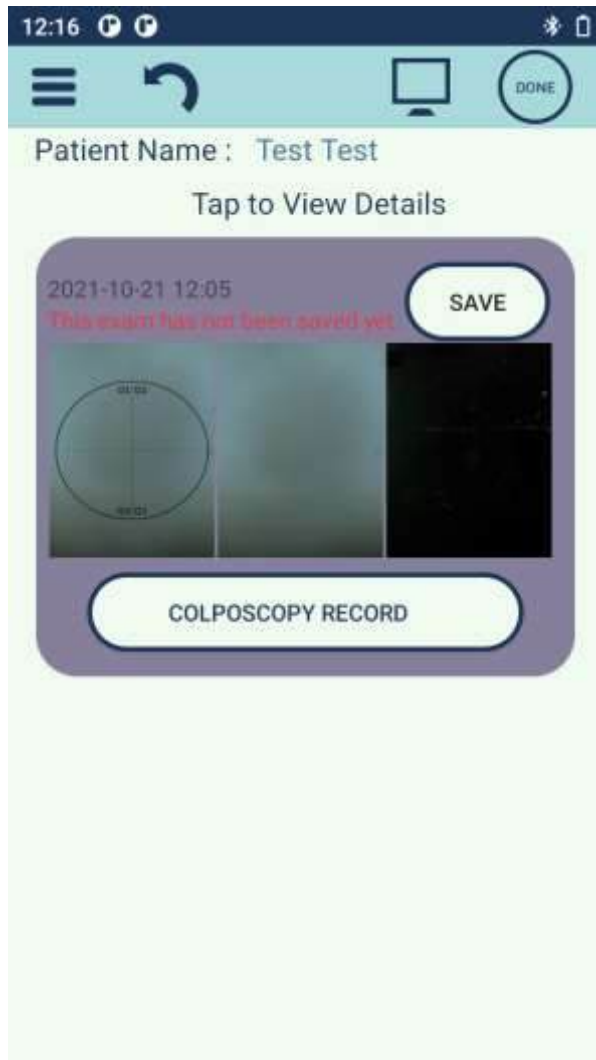 12:16
DONE
Patient Name : Test Test
Tap to View Details
2021-10-21 12:05
This exam has not been saved yet
SAVE
COLPOSCOPY RECORD